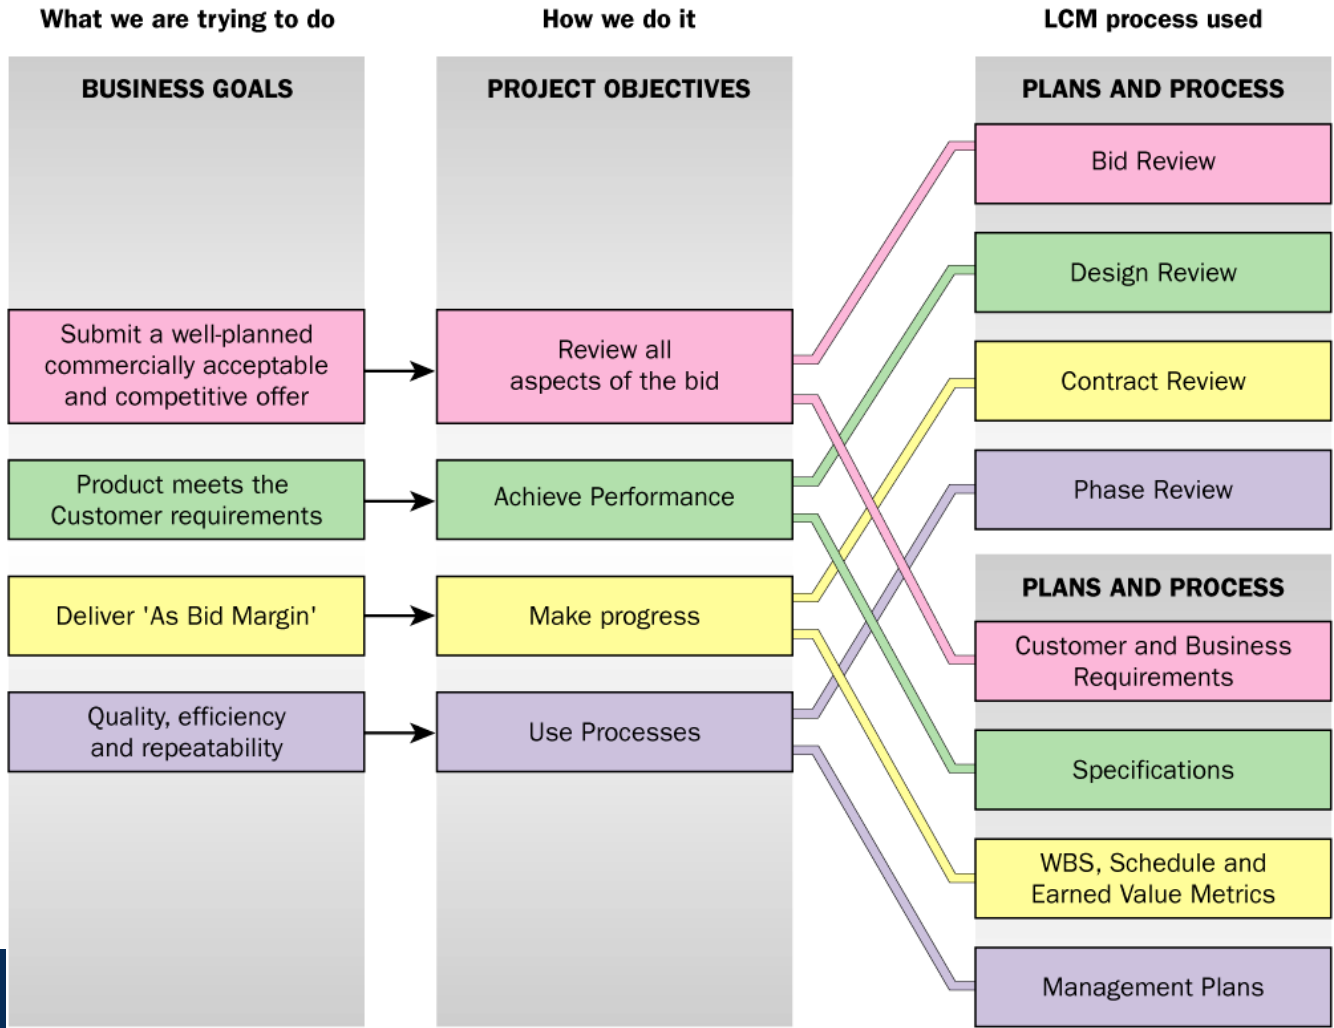 What we are trying to do
How we do it
LCM process used
BUSINESS GOALS
PROJECT OBJECTIVES
PLANS AND PROCESS
Submit a well-planned
commercially acceptable
and competitive offer
Product meets the
Customer requirements
Deliver 'As Bid Margin'
Quality, efficiency
and repeatability
Review all
aspects of the bid
Achieve Performance
Make progress
Use Processes
Bid Review
Design Review
Contract Review
Phase Review
PLANS AND PROCESS
Customer and Business
Requirements
Specifications
WBS, Schedule and
Earned Value Metrics
Management Plans